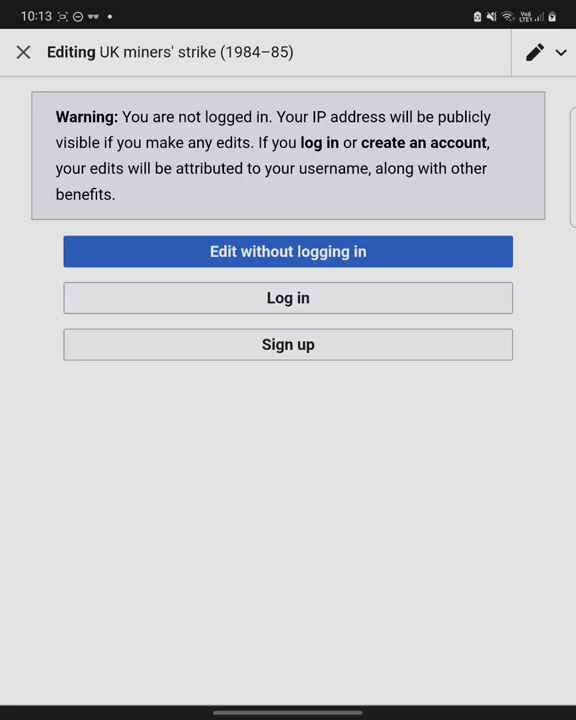 10:13
Vo9
LTE1
Editing UK miners' strike (1984–85)
Warning: You are not logged in. Your IP address will be publicly
visible if you make any edits. If you log in or create an account,
your edits will be attributed to your username, along with other
benefits.
Edit without logging in
Log in
Sign up